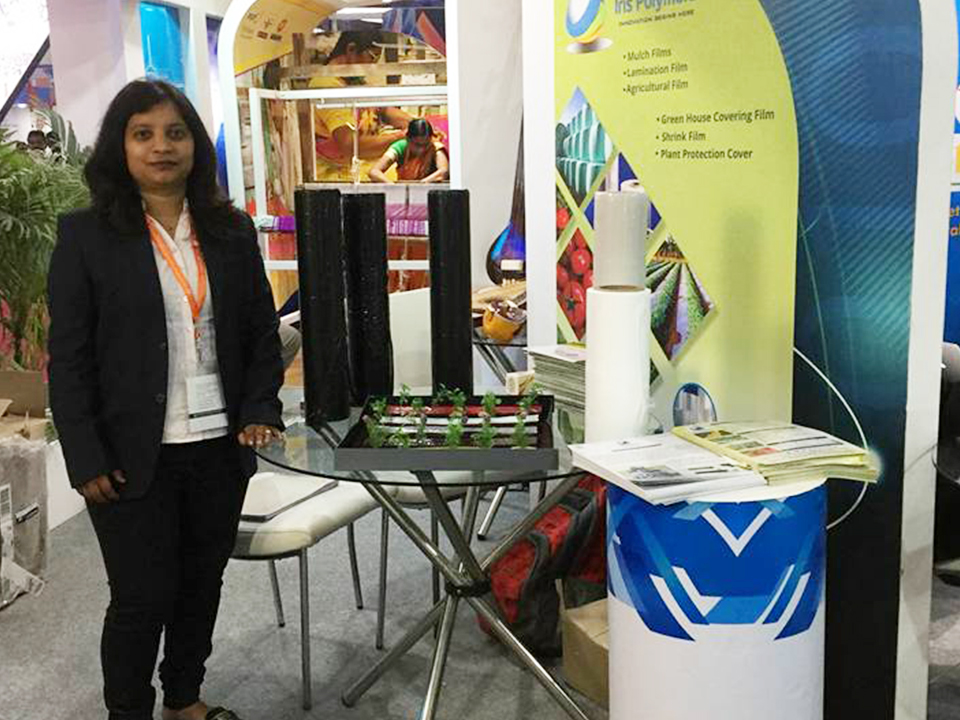 Iris Polymers
INNOVATION BEGINS HERE
• Mulch Films
• Lamination Film
• Agricultural Film
• Green House Covering Film
• Shrink Film
• Plant Protection Cover